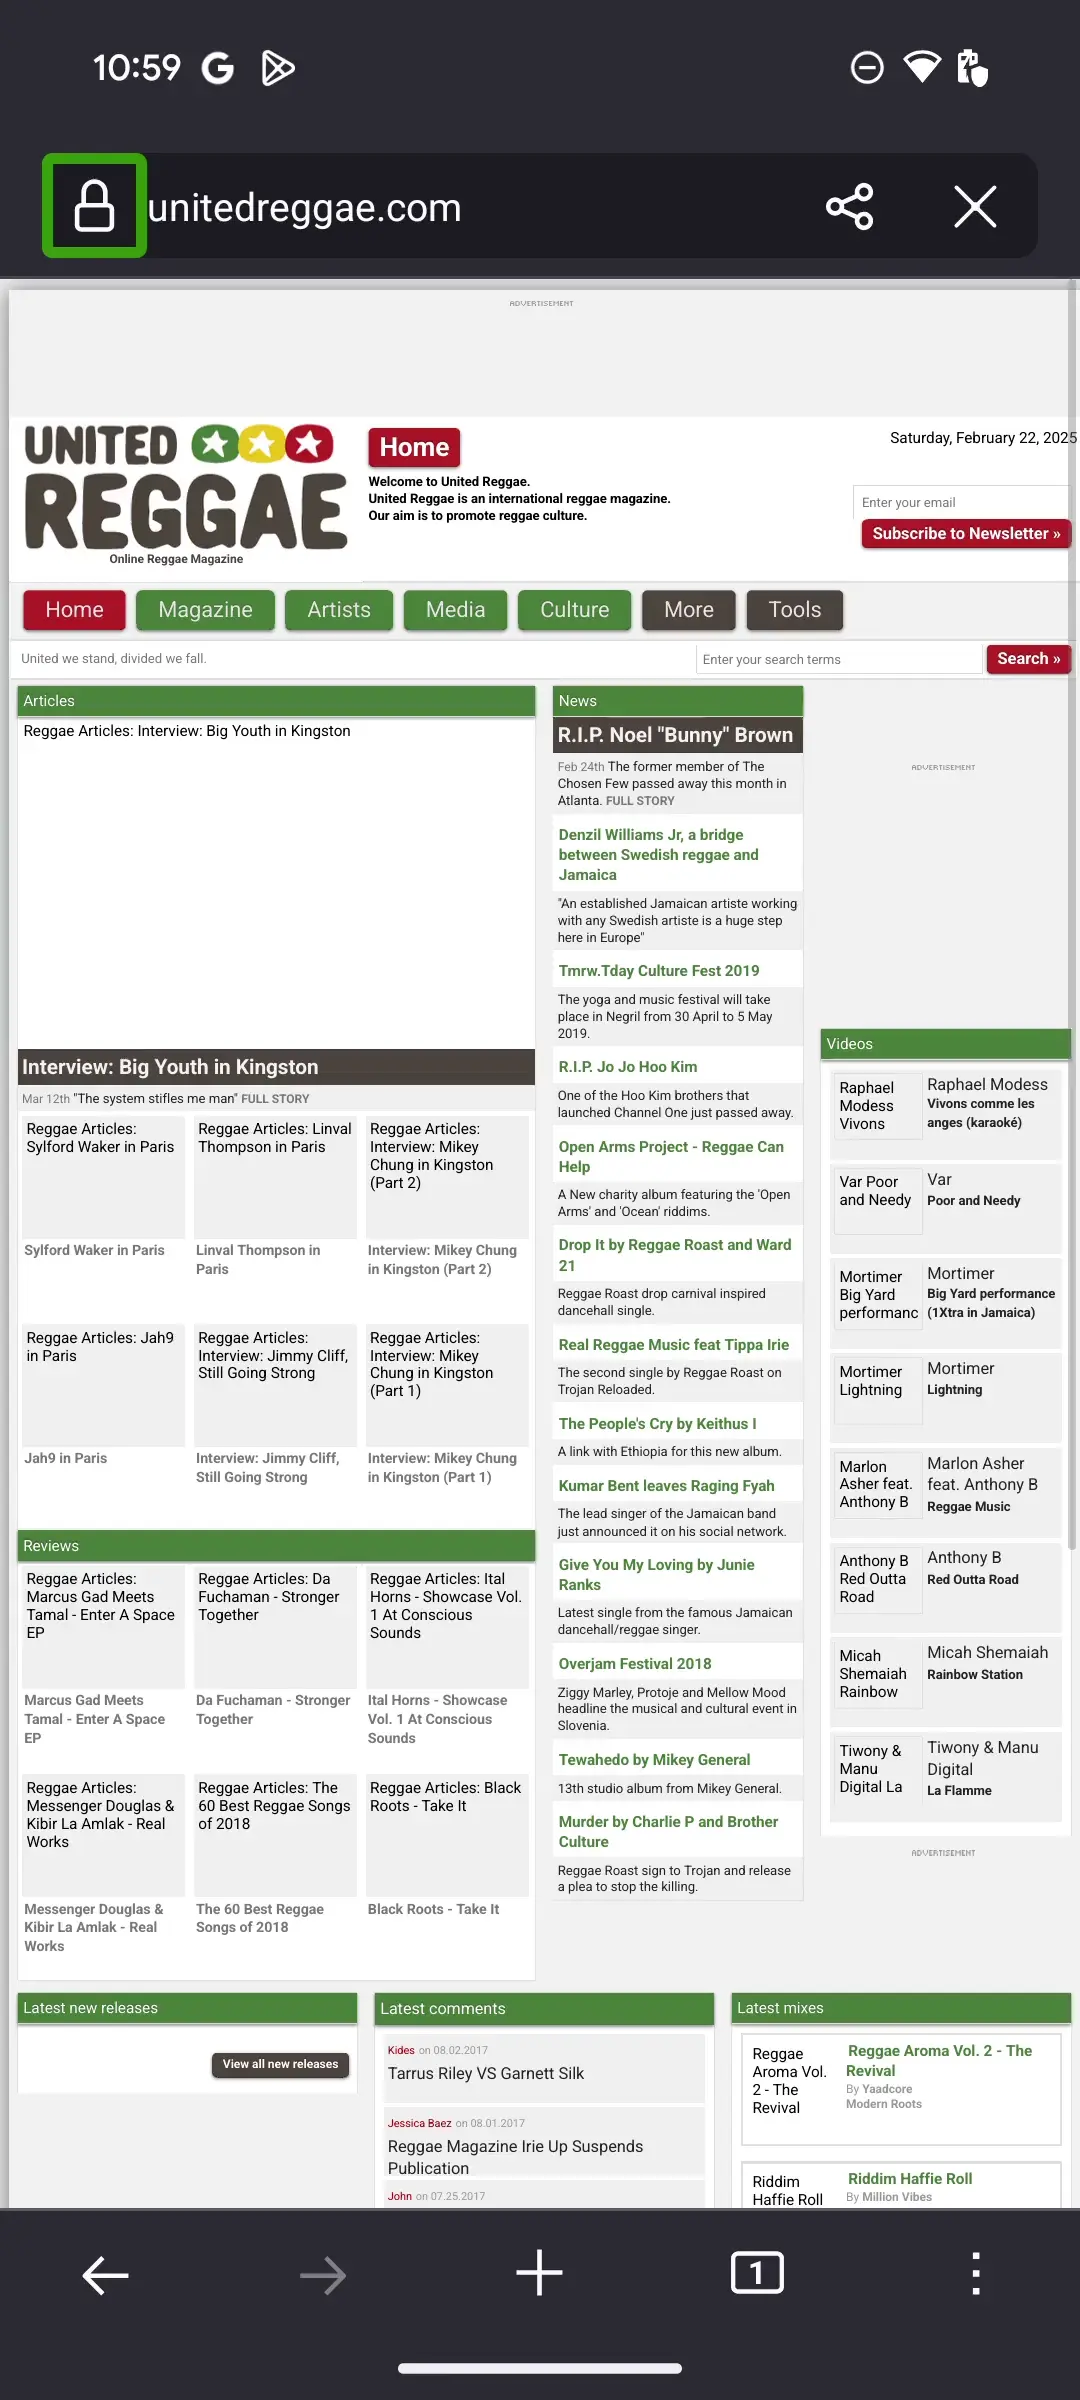 10:59
unitedreggae.com
ADVERTISEMENT
UNITED
REGGAE
Online Reggae Magazine
Home
Welcome to United Reggae.
United Reggae is an international reggae magazine.
Our aim is to promote reggae culture.
Saturday, February 22, 2025
Enter your email
Subscribe to Newsletter »
Home
Magazine
Artists
Media
Culture
More
Tools
United we stand, divided we fall.
Enter your search terms
Search »
Articles
Reggae Articles: Interview: Big Youth in Kingston
Interview: Big Youth in Kingston
Mar 12th "The system stifles me man" FULL STORY
Reggae Articles:
Sylford Waker in Paris
Sylford Waker in Paris
Reggae Articles: Linval
Thompson in Paris
Linval Thompson in
Paris
Reggae Articles:
Interview: Mikey
Chung in Kingston
(Part 2)
Interview: Mikey Chung
in Kingston (Part 2)
Reggae Articles: Jah9
in Paris
Jah9 in Paris
Reggae Articles:
Interview: Jimmy Cliff,
Still Going Strong
Interview: Jimmy Cliff,
Still Going Strong
Reggae Articles:
Interview: Mikey
Chung in Kingston
(Part 1)
Interview: Mikey Chung
in Kingston (Part 1)
Reviews
Reggae Articles:
Marcus Gad Meets
Tamal - Enter A Space
EP
Marcus Gad Meets
Tamal - Enter A Space
EP
Reggae Articles: Da
Fuchaman - Stronger
Together
Da Fuchaman - Stronger
Together
Reggae Articles: Ital
Horns - Showcase Vol.
1 At Conscious
Sounds
Ital Horns - Showcase
Vol. 1 At Conscious
Sounds
Reggae Articles:
Messenger Douglas &
Kibir La Amlak - Real
Works
Messenger Douglas &
Kibir La Amlak - Real
Works
Reggae Articles: The
60 Best Reggae Songs
of 2018
The 60 Best Reggae
Songs of 2018
Reggae Articles: Black
Roots - Take It
Black Roots - Take It
News
R.I.P. Noel "Bunny" Brown
Feb 24th The former member of The
Chosen Few passed away this month in
Atlanta. FULL STORY
Denzil Williams Jr, a bridge
between Swedish reggae and
Jamaica
"An established Jamaican artiste working
with any Swedish artiste is a huge step
here in Europe"
Tmrw.Tday Culture Fest 2019
The yoga and music festival will take
place in Negril from 30 April to 5 May
2019.
R.I.P. Jo Jo Hoo Kim
One of the Hoo Kim brothers that
launched Channel One just passed away.
Open Arms Project - Reggae Can
Help
A New charity album featuring the 'Open
Arms' and 'Ocean' riddims.
Drop It by Reggae Roast and Ward
21
Reggae Roast drop carnival inspired
dancehall single.
Real Reggae Music feat Tippa Irie
The second single by Reggae Roast on
Trojan Reloaded.
The People's Cry by Keithus I
A link with Ethiopia for this new album.
Kumar Bent leaves Raging Fyah
The lead singer of the Jamaican band
just announced it on his social network.
Give You My Loving by Junie
Ranks
Latest single from the famous Jamaican
dancehall/reggae singer.
Overjam Festival 2018
Ziggy Marley, Protoje and Mellow Mood
headline the musical and cultural event in
Slovenia.
Tewahedo by Mikey General
13th studio album from Mikey General.
Murder by Charlie P and Brother
Culture
Reggae Roast sign to Trojan and release
a plea to stop the killing.
ADVERTISEMENT
Videos
Raphael
Modess
Vivons
Raphael Modess
Vivons comme les
anges (karaoké)
Var Poor
and Needy
Var
Poor and Needy
Mortimer
Big Yard
performanc
Mortimer
Big Yard performance
(1Xtra in Jamaica)
Mortimer
Lightning
Mortimer
Lightning
Marlon
Asher feat.
Anthony B
Marlon Asher
feat. Anthony B
Reggae Music
Anthony B
Red Outta
Road
Anthony B
Red Outta Road
Micah
Shemaiah
Rainbow
Micah Shemaiah
Rainbow Station
Tiwony &
Manu
Digital La
Tiwony & Manu
Digital
La Flamme
ADVERTISEMENT
Latest new releases
View all new releases
Latest comments
Kides on 08.02.2017
Tarrus Riley VS Garnett Silk
Jessica Baez on 08.01.2017
Reggae Magazine Irie Up Suspends
Publication
John on 07.25.2017
Latest mixes
Reggae
Aroma Vol.
2 - The
Revival
Reggae Aroma Vol. 2 - The
Revival
By Yaadcore
Modern Roots
Riddim
Haffie Roll
Riddim Haffie Roll
By Million Vibes
1